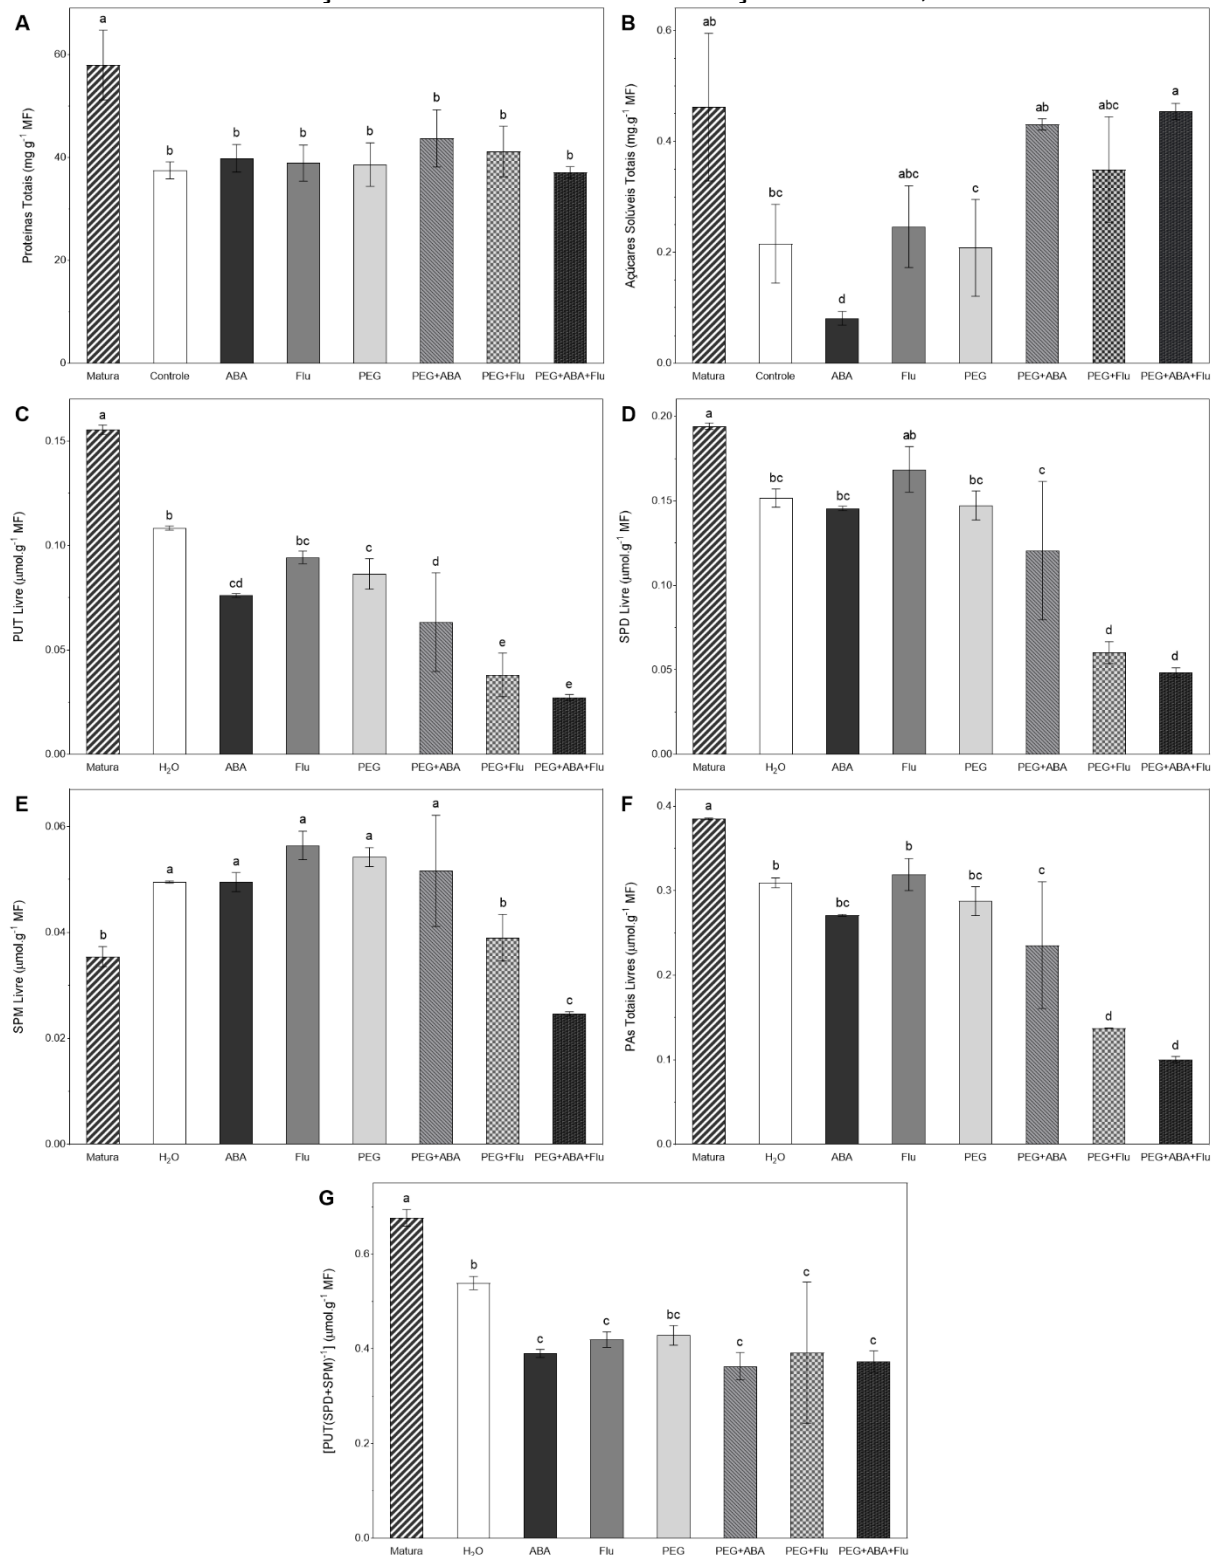 A
Proteínas Totais (mg g⁻¹ MF)
60
40
20
0
a
b
b
b
b
b
b
b
Matura Controle ABA Flu PEG PEG+ABA PEG+Flu PEG+ABA+Flu
B
Açúcares Solúveis Totais (mg.g⁻¹ MF)
0.6
0.4
0.2
0.0
ab
bc
d
abc
c
ab
abc
a
Matura Controle ABA Flu PEG PEG+ABA PEG+Flu PEG+ABA+Flu
C
PUT Livre (µmol.g⁻¹ MF)
0.15
0.10
0.05
0.00
a
b
cd
bc
c
d
e
e
Matura H₂O ABA Flu PEG PEG+ABA PEG+Flu PEG+ABA+Flu
D
SPD Livre (µmol.g⁻¹ MF)
0.20
0.15
0.10
0.05
0.00
a
bc
bc
ab
bc
c
d
d
Matura H₂O ABA Flu PEG PEG+ABA PEG+Flu PEG+ABA+Flu
E
SPM Livre (µmol.g⁻¹ MF)
0.06
0.04
0.02
0.00
b
a
a
a
a
a
b
c
Matura H₂O ABA Flu PEG PEG+ABA PEG+Flu PEG+ABA+Flu
F
PAs Totais Livres (µmol.g⁻¹ MF)
0.4
0.3
0.2
0.1
0.0
a
b
bc
b
bc
c
d
d
Matura H₂O ABA Flu PEG PEG+ABA PEG+Flu PEG+ABA+Flu
G
[PUT(SPD+SPM)⁻¹] (µmol.g⁻¹ MF)
0.6
0.4
0.2
0.0
a
b
c
c
bc
c
c
c
Matura H₂O ABA Flu PEG PEG+ABA PEG+Flu PEG+ABA+Flu